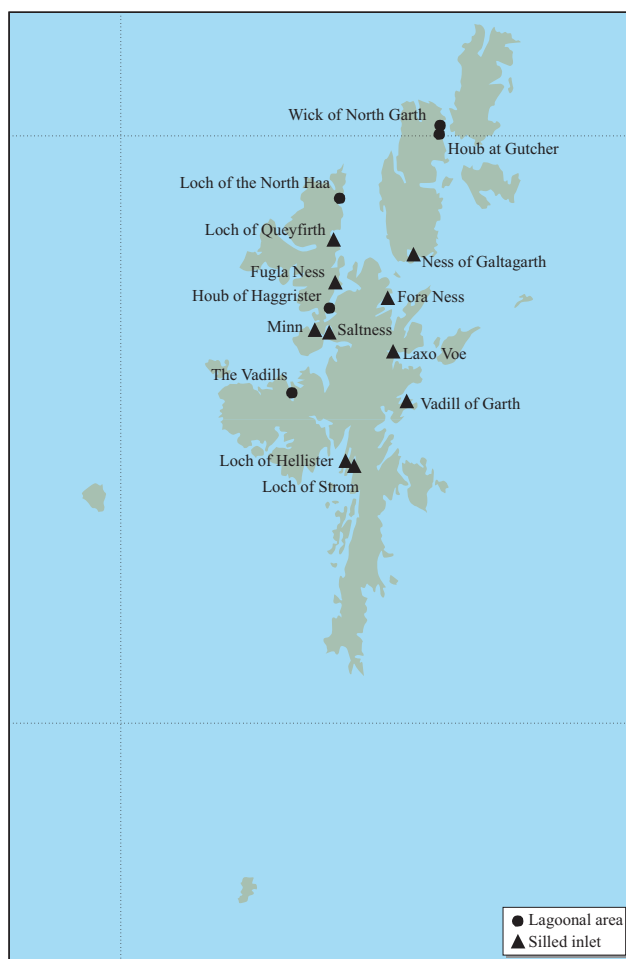 Wick of North Garth
Houb at Gutcher
Loch of the North Haa
Loch of Queyfirth
Ness of Galtagarth
Fugla Ness
Houb of Haggrister
Fora Ness
Minn
Saltness
Laxo Voe
The Vadills
Vadill of Garth
Loch of Hellister
Loch of Strom
Lagoonal area
Silled inlet